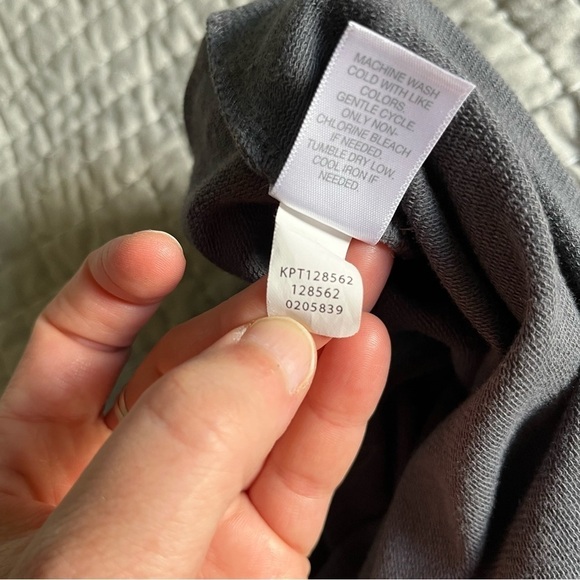 MACHINE WASH
COLD WITH LIKE
COLORS
GENTLE CYCLE.
ONLY NON-
CHLORINE BLEACH
IF NEEDED.
TUMBLE DRY LOW.
COOL IRON IF
NEEDED.
KPT128562
128562
0205839